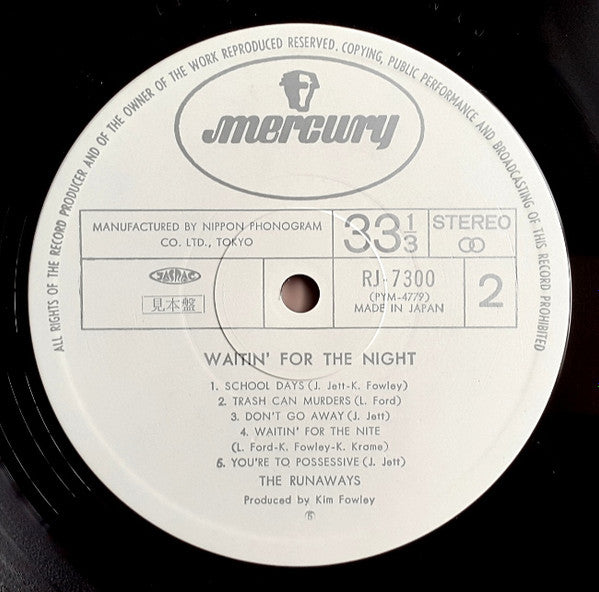 ALL RIGHTS OF THE RECORD PRODUCER AND OF THE OWNER OF THE WORK REPRODUCED RESERVED. COPYING, PUBLIC PERFORMANCE AND BROADCASTING OF THIS RECORD PROHIBITED
mercury
MANUFACTURED BY NIPPON PHONOGRAM
CO. LTD., TOKYO
33 1/3
STEREO
JASRAC
見本盤
RJ-7300
(PYM-4779)
MADE IN JAPAN
2
WAITIN' FOR THE NIGHT
1. SCHOOL DAYS (J. Jett-K. Fowley)
2. TRASH CAN MURDERS (L. Ford)
3. DON'T GO AWAY (J. Jett)
4. WAITIN' FOR THE NITE
(L. Ford-K. Fowley-K. Krome)
5. YOU'RE TO POSSESSIVE (J. Jett)
THE RUNAWAYS
Produced by Kim Fowley